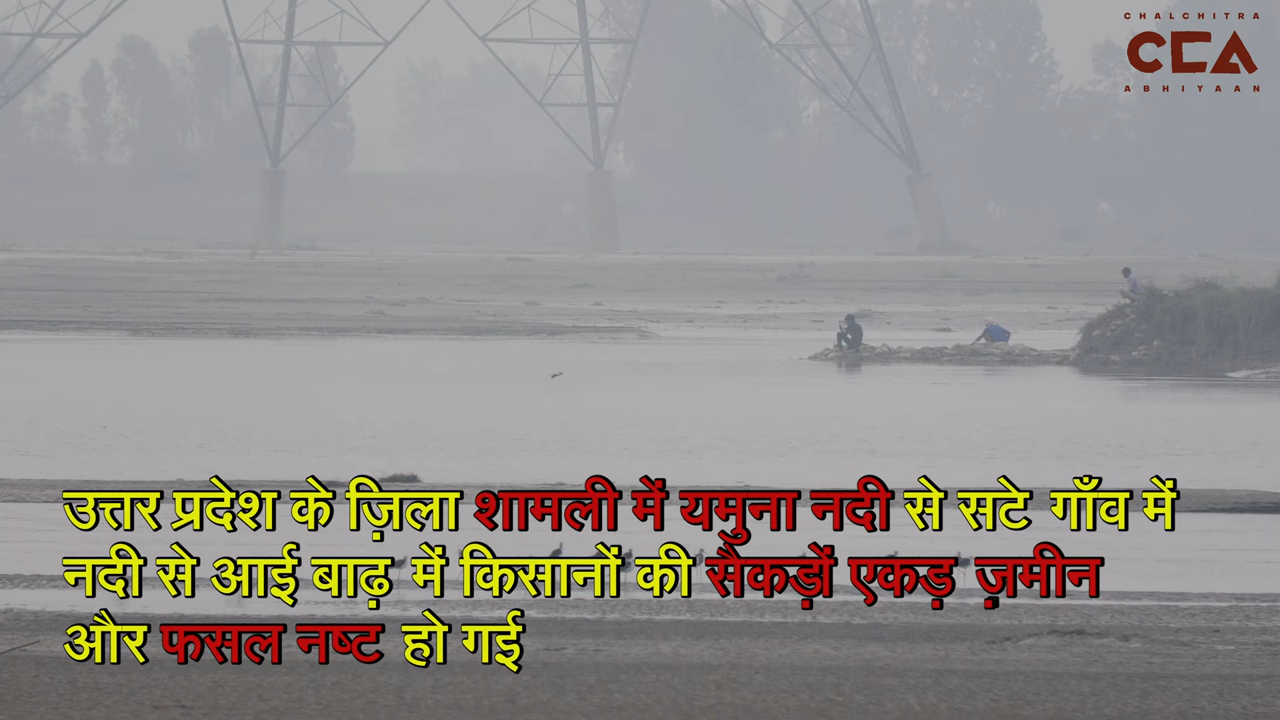 CHALCHITRA
CCA
ABHIYAAN
उत्तर प्रदेश के ज़िला शामली में यमुना नदी से सटे गाँव में
नदी से आई बाढ़ में किसानों की सैकड़ों एकड़ ज़मीन
और फसल नष्ट हो गई